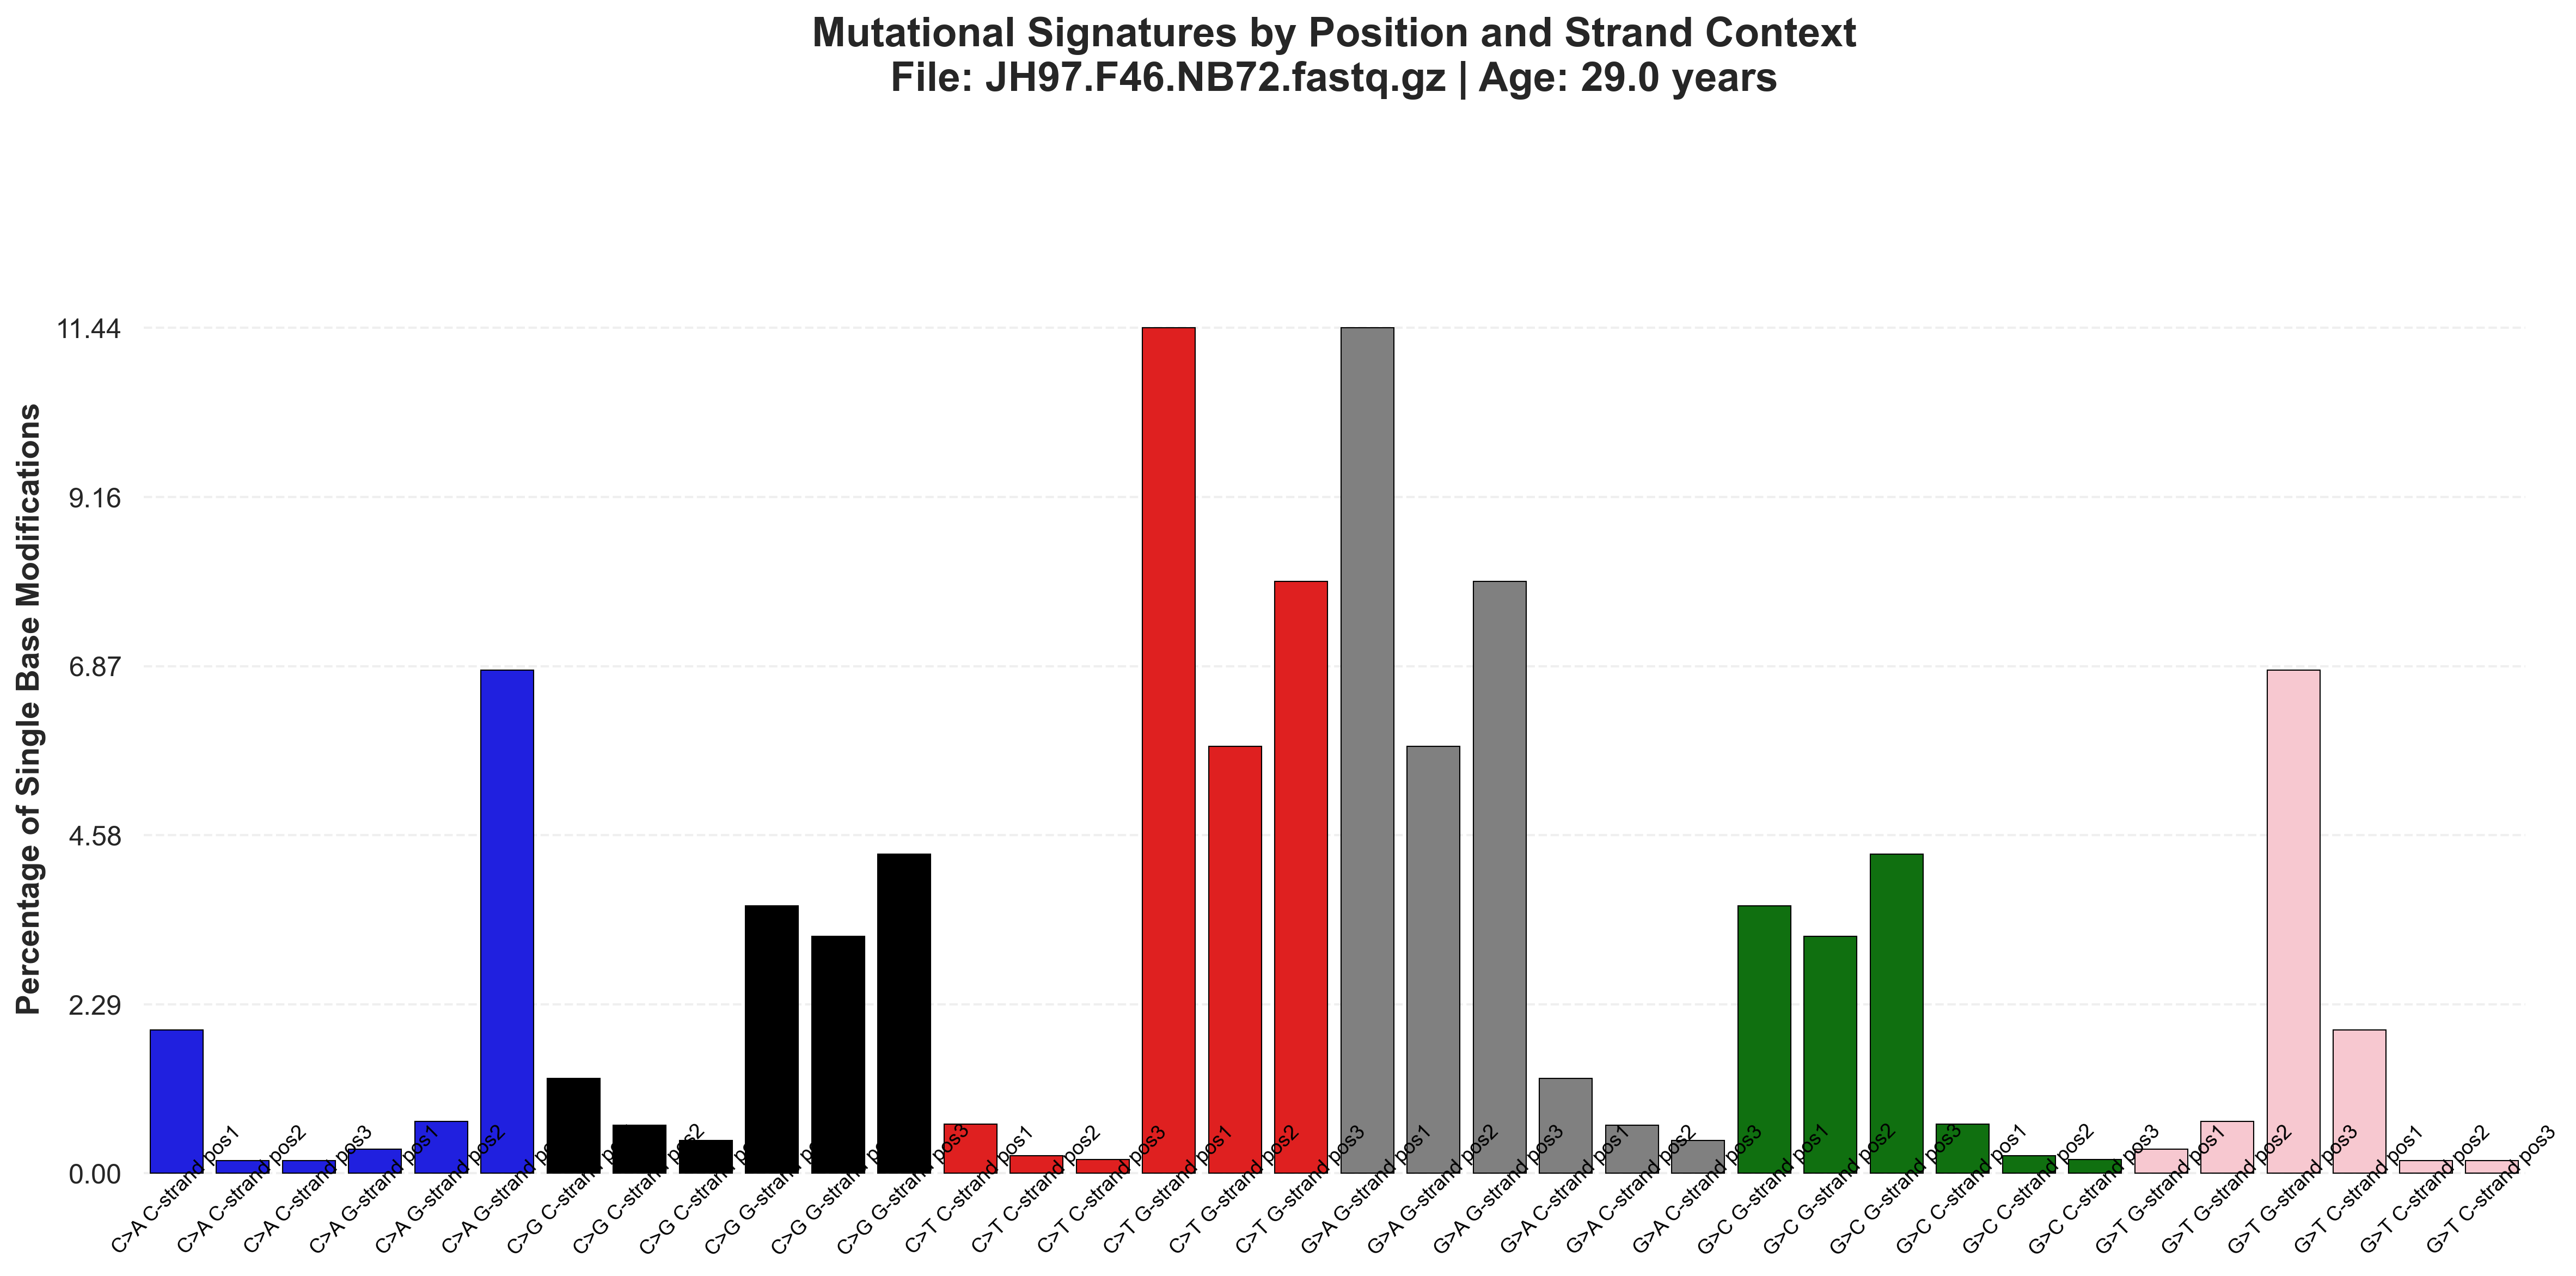 Mutational Signatures by Position and Strand Context
File: JH97.F46.NB72.fastq.gz | Age: 29.0 years
Percentage of Single Base Modifications
11.44
9.16
6.87
4.58
2.29
0.00
C>A C-strand pos1
C>A C-strand pos2
C>A C-strand pos3
C>A G-strand pos1
C>A G-strand pos2
C>A G-strand pos3
C>G C-strand pos1
C>G C-strand pos2
C>G C-strand pos3
C>G G-strand pos1
C>G G-strand pos2
C>G G-strand pos3
C>T C-strand pos1
C>T C-strand pos2
C>T C-strand pos3
C>T G-strand pos1
C>T G-strand pos2
C>T G-strand pos3
G>A G-strand pos1
G>A G-strand pos2
G>A G-strand pos3
G>A C-strand pos1
G>A C-strand pos2
G>A C-strand pos3
G>C G-strand pos1
G>C G-strand pos2
G>C G-strand pos3
G>C C-strand pos1
G>C C-strand pos2
G>C C-strand pos3
G>T G-strand pos1
G>T G-strand pos2
G>T G-strand pos3
G>T C-strand pos1
G>T C-strand pos2
G>T C-strand pos3